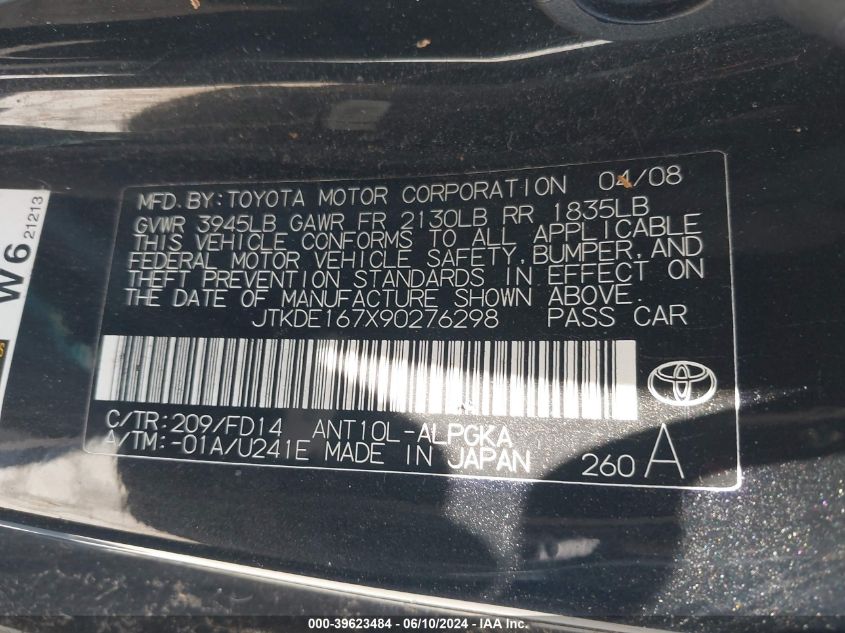 MFD. BY: TOYOTA MOTOR CORPORATION 04/08
GVWR 3945LB GAWR FR 2130LB RR 1835LB
THIS VEHICLE CONFORMS TO ALL APPLICABLE
FEDERAL MOTOR VEHICLE SAFETY, BUMPER, AND
THEFT PREVENTION STANDARDS IN EFFECT ON
THE DATE OF MANUFACTURE SHOWN ABOVE.
JTKDE167X90276298 PASS CAR
C/TR:209/FD14 ANT10L-ALPGKA
A/TM:-01A/U241E MADE IN JAPAN
260 A
W6
21213
000-39623484 - 06/10/2024 - IAA Inc.